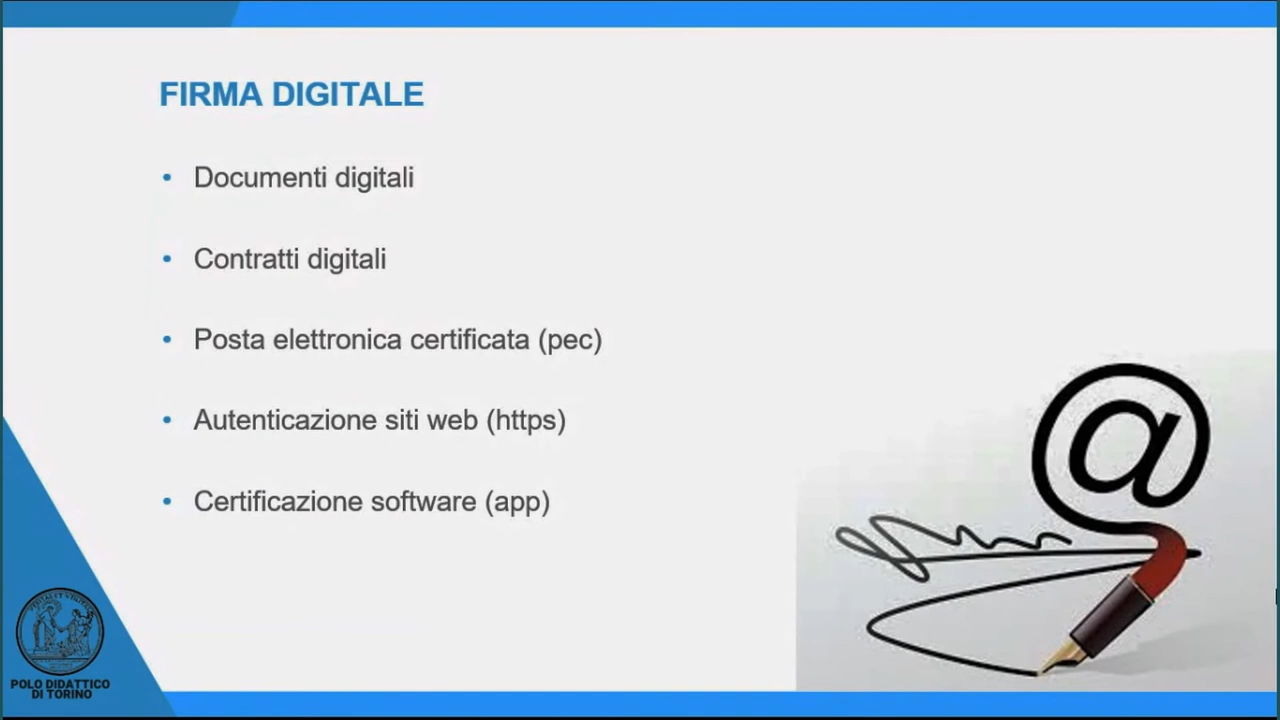 FIRMA DIGITALE
• Documenti digitali
• Contratti digitali
• Posta elettronica certificata (pec)
• Autenticazione siti web (https)
• Certificazione software (app)
@
POLO DIDATTICO
DI TORINO